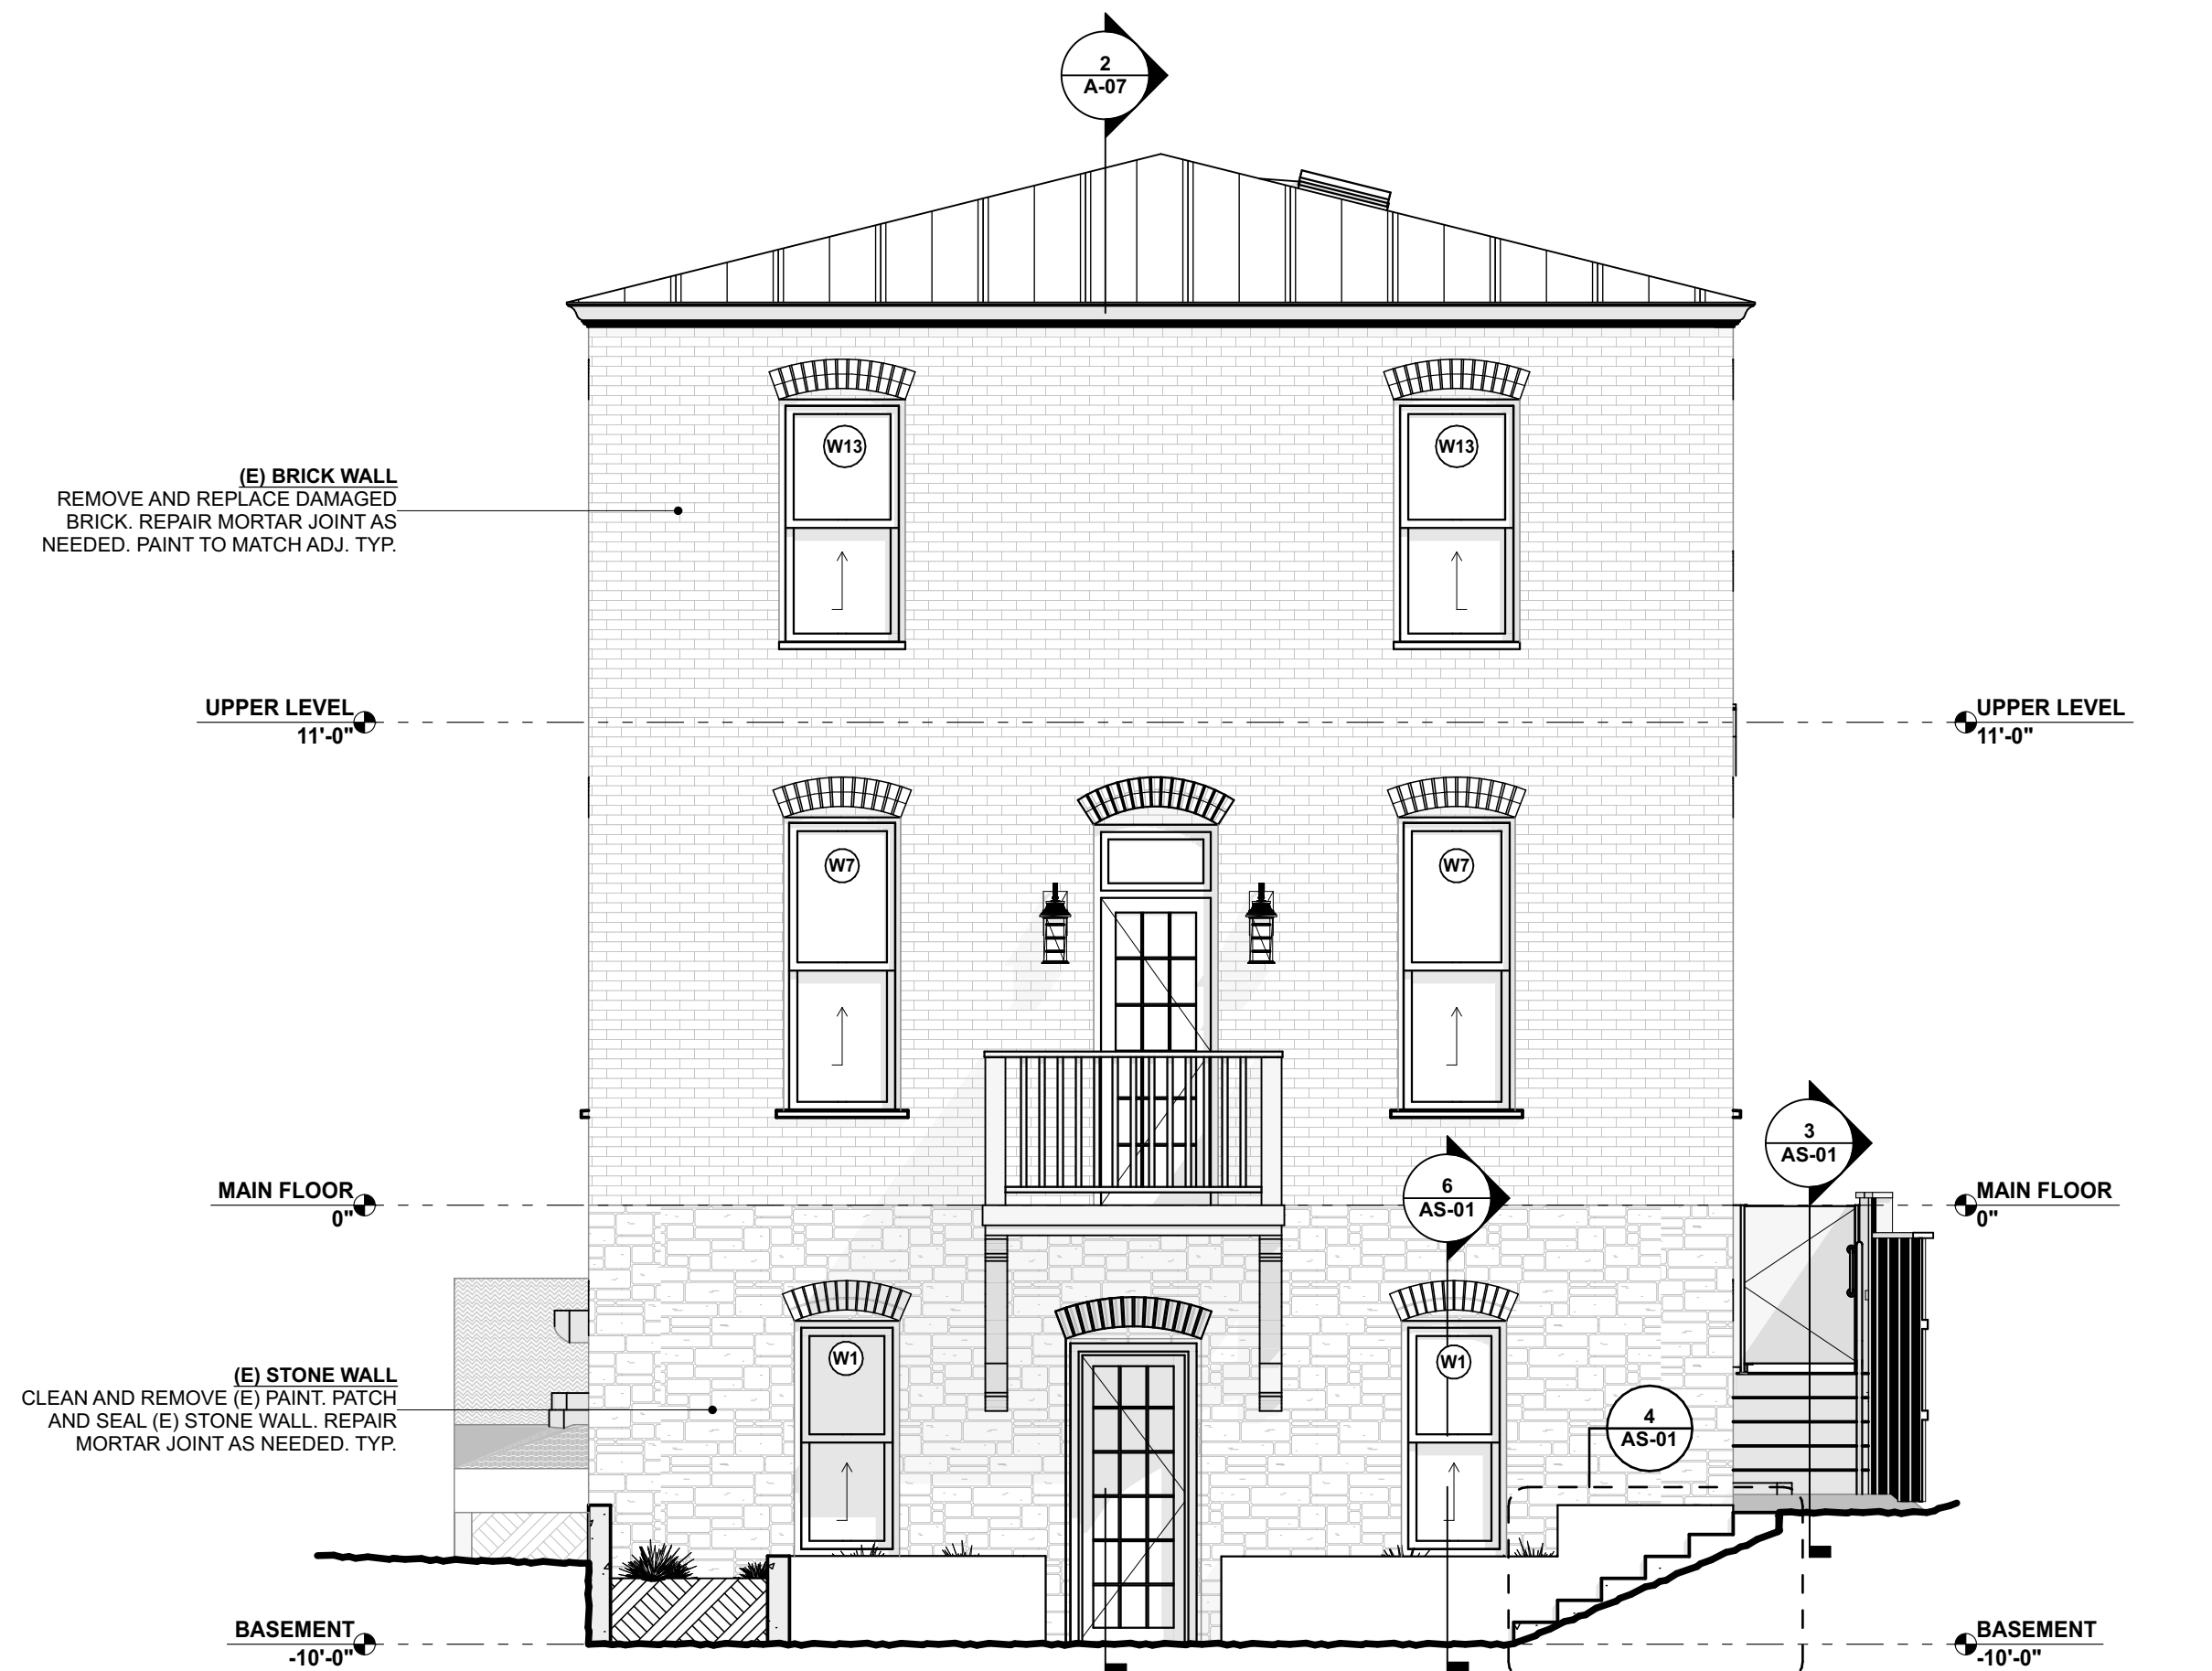 2
A-07
W13
W13
(E) BRICK WALL
REMOVE AND REPLACE DAMAGED
BRICK. REPAIR MORTAR JOINT AS
NEEDED. PAINT TO MATCH ADJ. TYP.
UPPER LEVEL
11'-0"
UPPER LEVEL
11'-0"
W7
W7
3
AS-01
6
AS-01
MAIN FLOOR
0"
MAIN FLOOR
0"
W1
W1
(E) STONE WALL
CLEAN AND REMOVE (E) PAINT. PATCH
AND SEAL (E) STONE WALL. REPAIR
MORTAR JOINT AS NEEDED. TYP.
4
AS-01
BASEMENT
-10'-0"
BASEMENT
-10'-0"